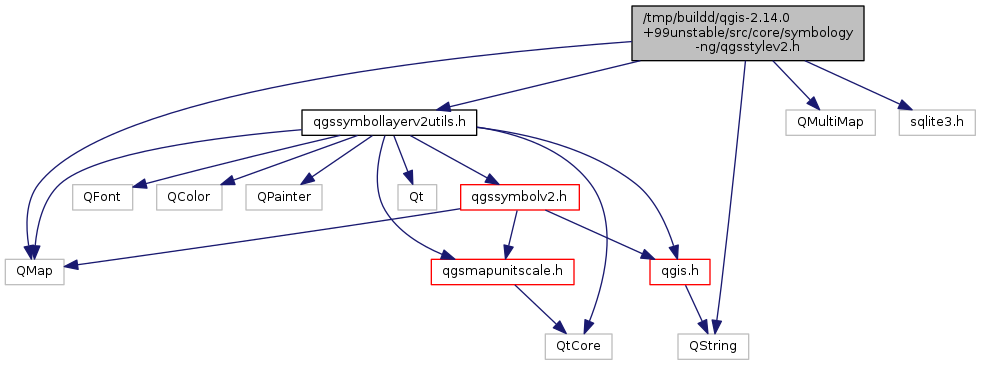 /tmp/buildd/qgis-2.14.0
+99unstable/src/core/symbology
-ng/qgsstylev2.h
qgssymbollayerv2utils.h
QMultiMap
sqlite3.h
QFont
QColor
QPainter
Qt
qgssymbolv2.h
QMap
qgsmapunitscale.h
qgis.h
QtCore
QString